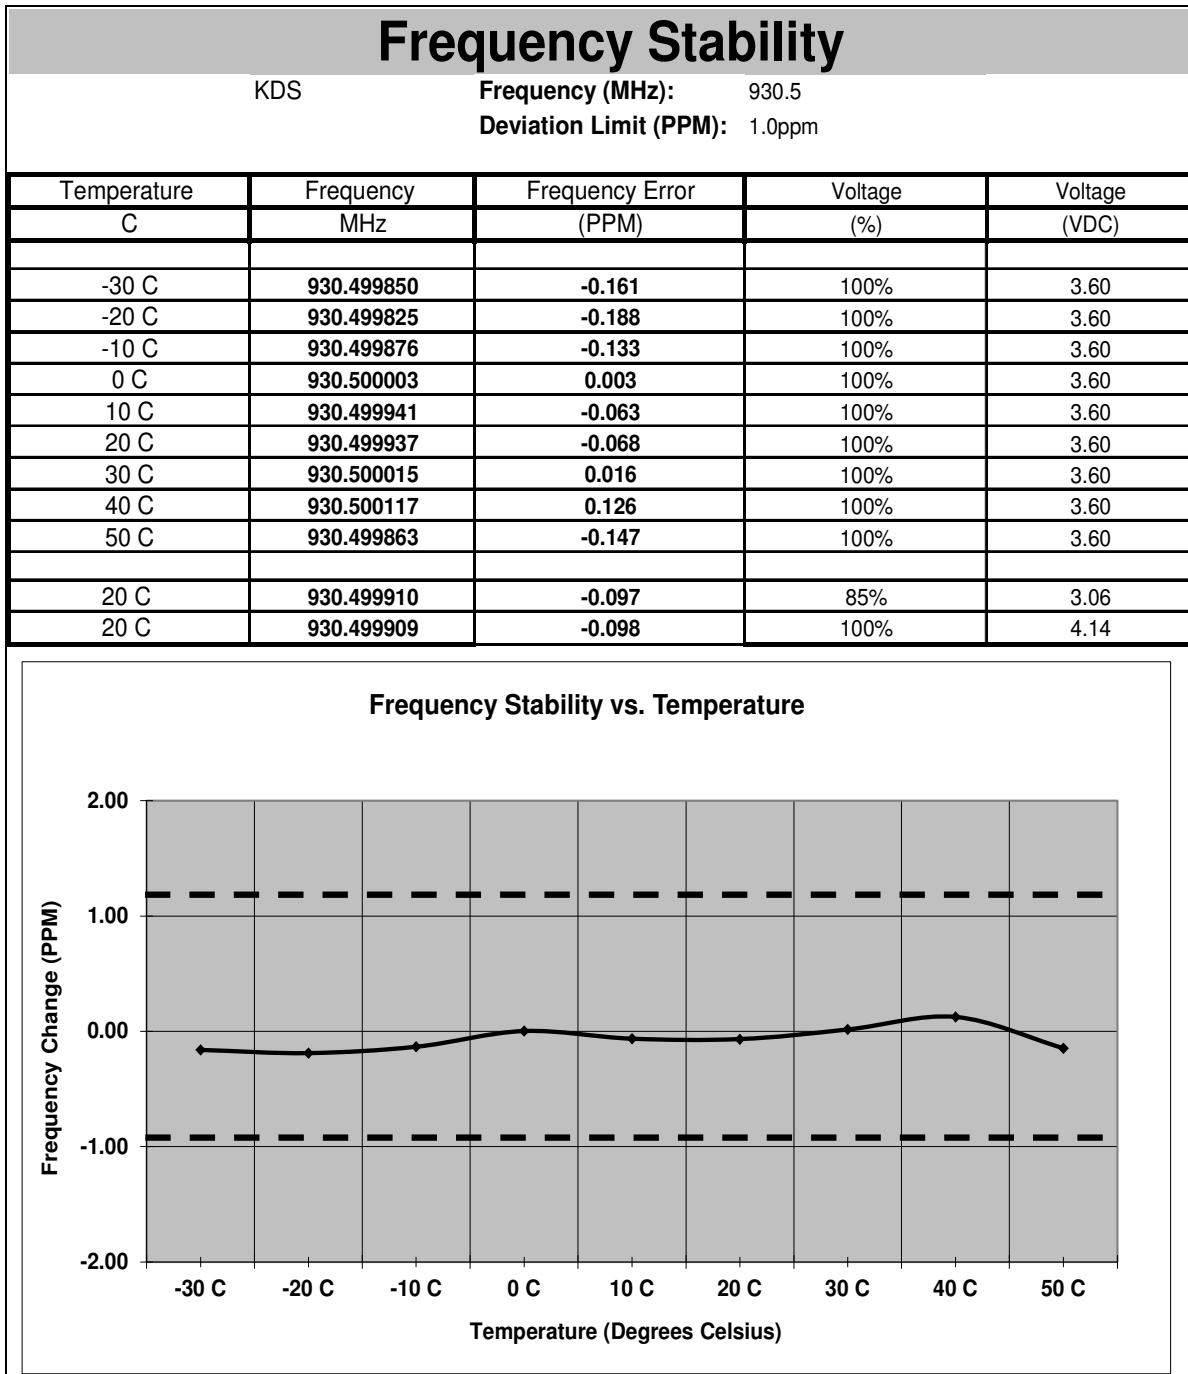 Frequency Stability
KDS Frequency (MHz): 930.5
Deviation Limit (PPM): 1.0ppm
Temperature Frequency Frequency Error Voltage Voltage
C MHz (PPM) (%) (VDC)
-30 C 930.499850 -0.161 100% 3.60
-20 C 930.499825 -0.188 100% 3.60
-10 C 930.499876 -0.133 100% 3.60
0 C 930.500003 0.003 100% 3.60
10 C 930.499941 -0.063 100% 3.60
20 C 930.499937 -0.068 100% 3.60
30 C 930.500015 0.016 100% 3.60
40 C 930.500117 0.126 100% 3.60
50 C 930.499863 -0.147 100% 3.60
20 C 930.499910 -0.097 85% 3.06
20 C 930.499909 -0.098 100% 4.14
Frequency Stability vs. Temperature
2.00
1.00
0.00
-1.00
-2.00
Frequency Change (PPM)
-30 C -20 C -10 C 0 C 10 C 20 C 30 C 40 C 50 C
Temperature (Degrees Celsius)